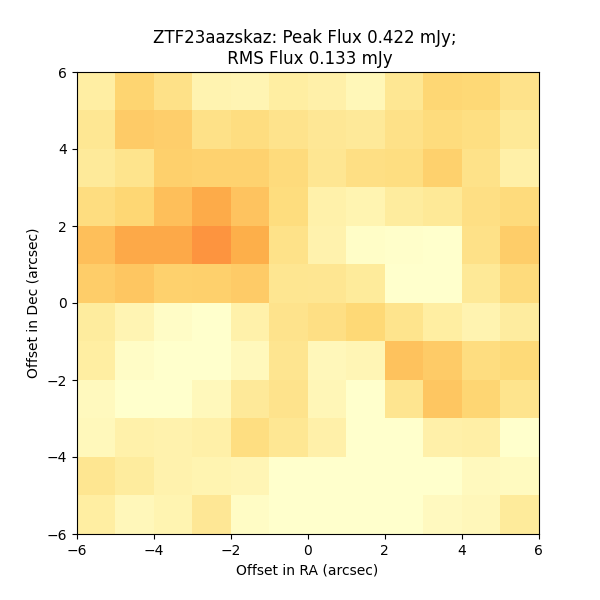 ZTF23aazskaz: Peak Flux 0.422 mJy;
RMS Flux 0.133 mJy
6
4
2
0
−2
−4
−6
Offset in Dec (arcsec)
−6 −4 −2 0 2 4 6
Offset in RA (arcsec)